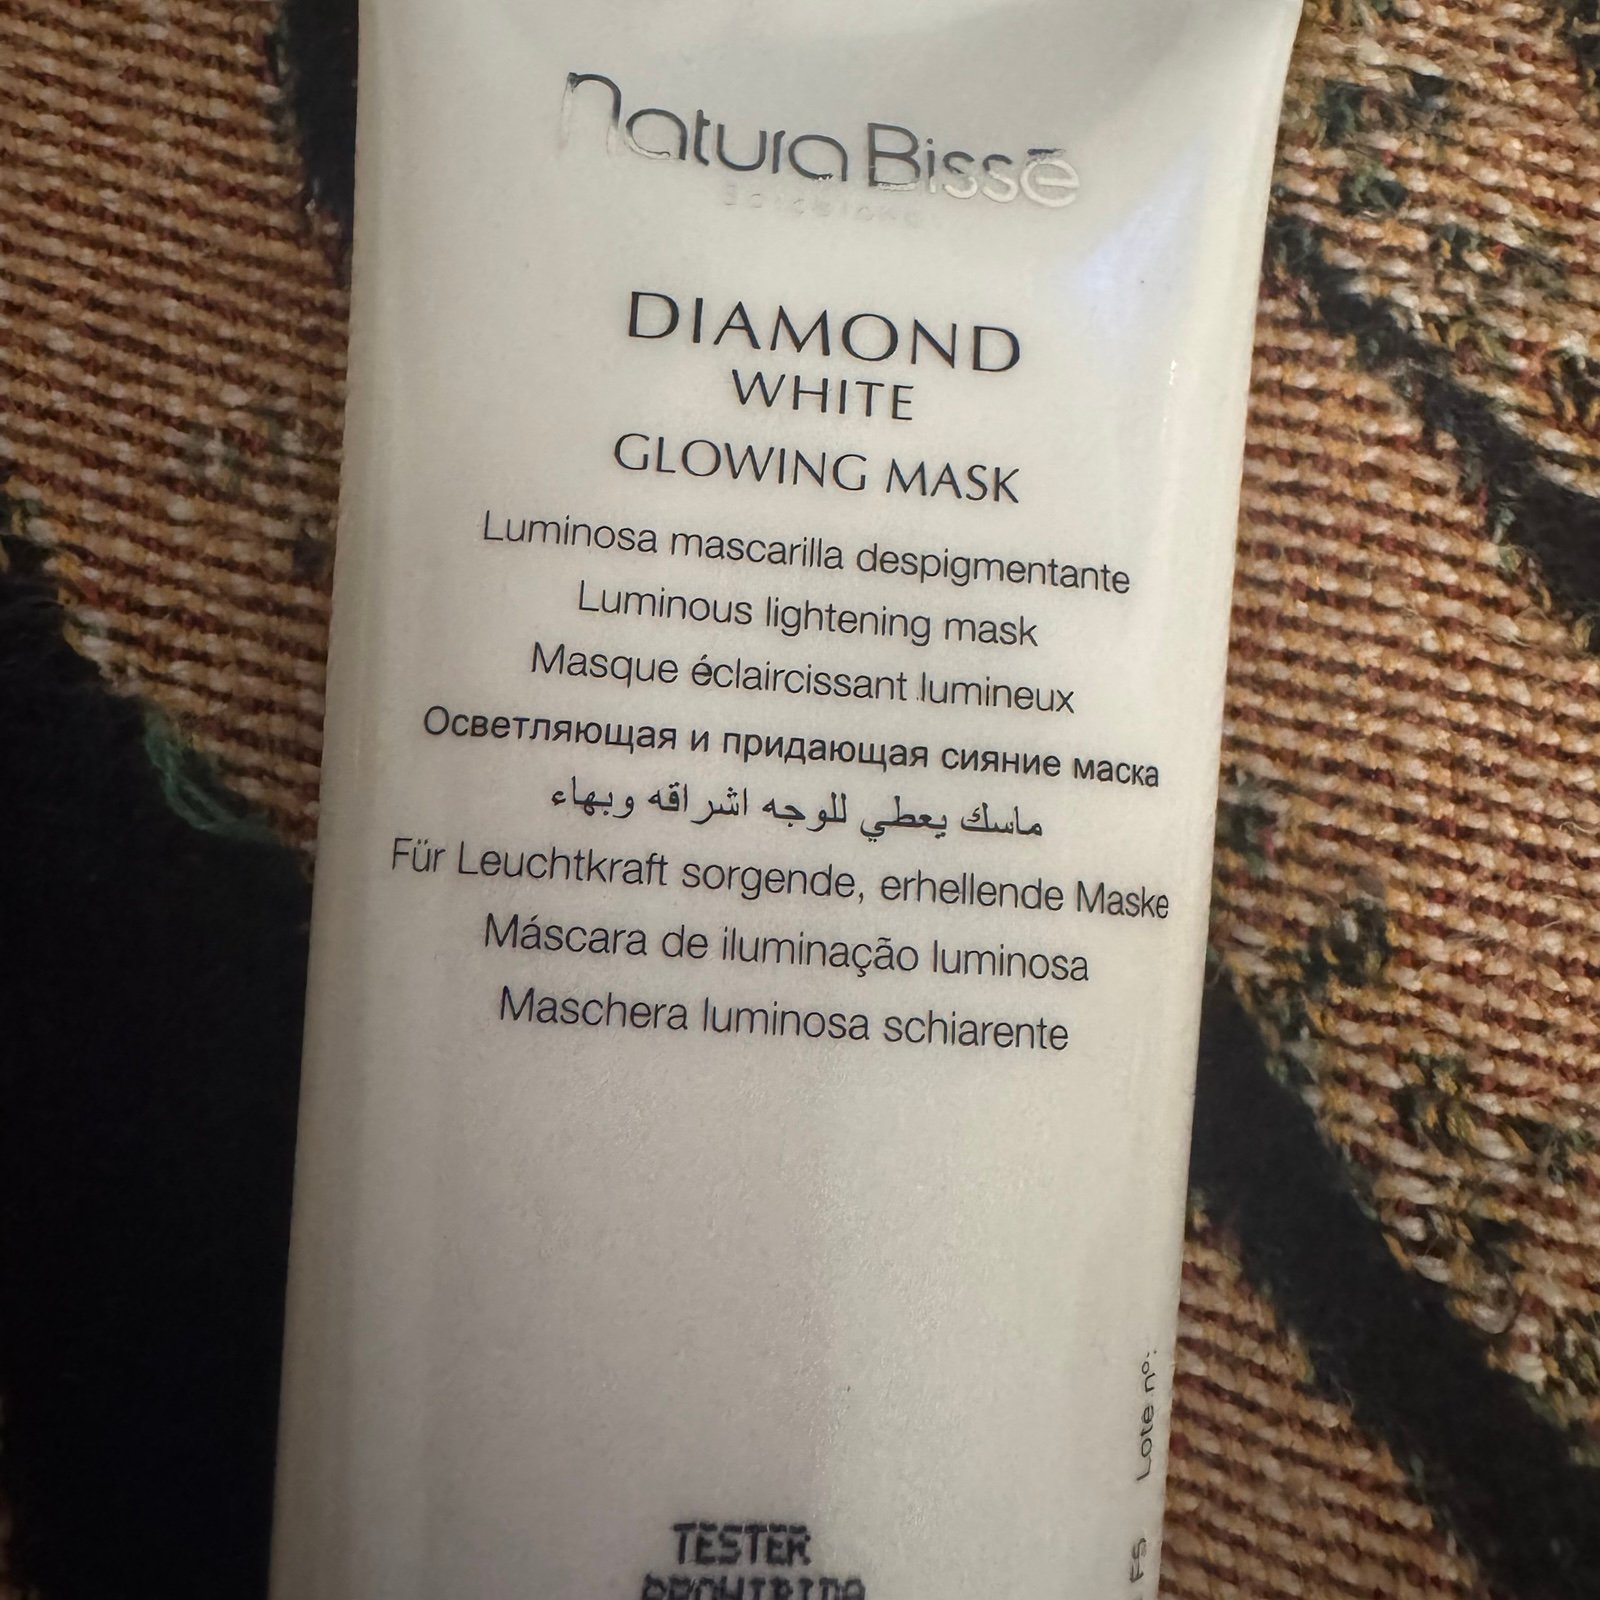 Natura Bissé
Barcelona
DIAMOND
WHITE
GLOWING MASK
Luminosa mascarilla despigmentante
Luminous lightening mask
Masque éclaircissant lumineux
Осветляющая и придающая сияние маска
ماسك يعطي للوجه اشراقه وبهاء
Für Leuchtkraft sorgende, erhellende Maske
Máscara de iluminação luminosa
Maschera luminosa schiarente
TESTER
PROHIBIDA
Lote nº: